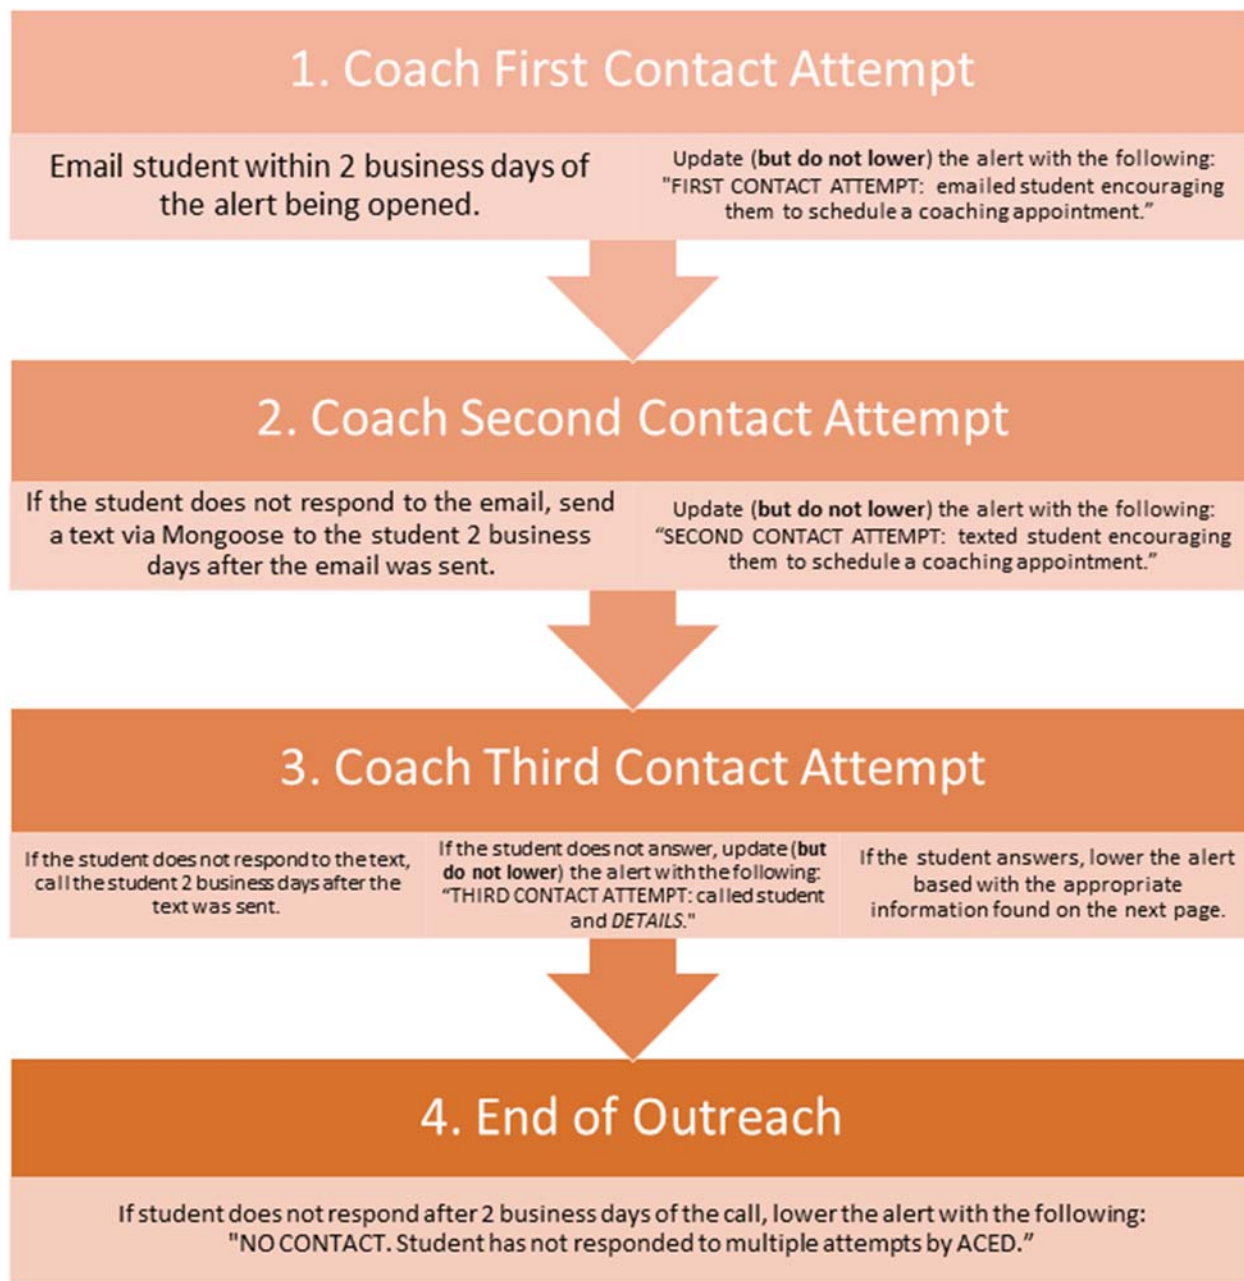 1. Coach First Contact Attempt
Email student within 2 business days of
the alert being opened.
Update (but do not lower) the alert with the following:
"FIRST CONTACT ATTEMPT: emailed student encouraging
them to schedule a coaching appointment.”
2. Coach Second Contact Attempt
If the student does not respond to the email, send
a text via Mongoose to the student 2 business
days after the email was sent.
Update (but do not lower) the alert with the following:
“SECOND CONTACT ATTEMPT: texted student encouraging
them to schedule a coaching appointment.”
3. Coach Third Contact Attempt
If the student does not respond to the text,
call the student 2 business days after the
text was sent.
If the student does not answer, update (but
do not lower) the alert with the following:
“THIRD CONTACT ATTEMPT: called student
and DETAILS."
If the student answers, lower the alert
based with the appropriate
information found on the next page.
4. End of Outreach
If student does not respond after 2 business days of the call, lower the alert with the following:
"NO CONTACT. Student has not responded to multiple attempts by ACED.”